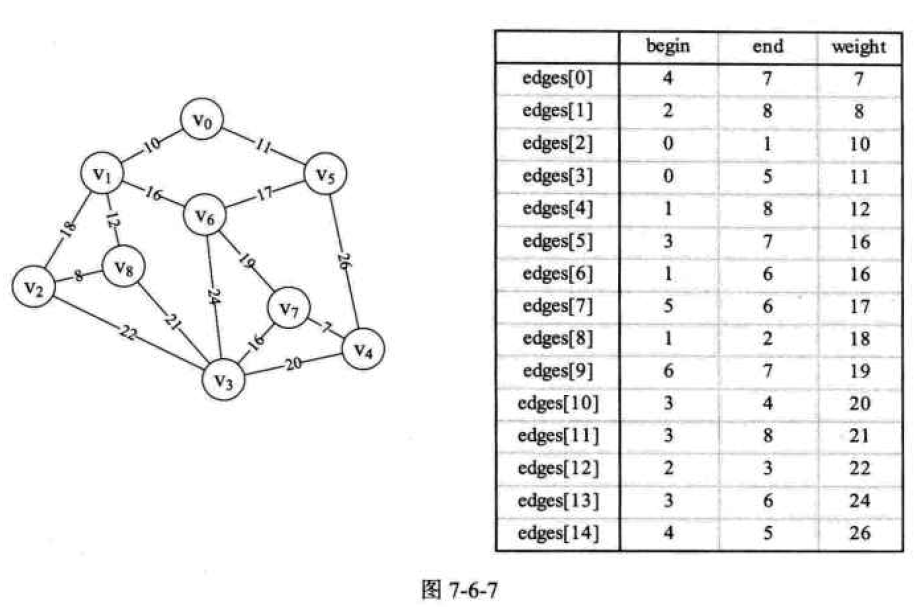 v0
10
11
v1
v5
16
17
v6
18
12
19
26
v8
8
v2
24
v7
21
7
22
16
v4
20
v3
begin end weight
edges[0] 4 7 7
edges[1] 2 8 8
edges[2] 0 1 10
edges[3] 0 5 11
edges[4] 1 8 12
edges[5] 3 7 16
edges[6] 1 6 16
edges[7] 5 6 17
edges[8] 1 2 18
edges[9] 6 7 19
edges[10] 3 4 20
edges[11] 3 8 21
edges[12] 2 3 22
edges[13] 3 6 24
edges[14] 4 5 26
图 7-6-7